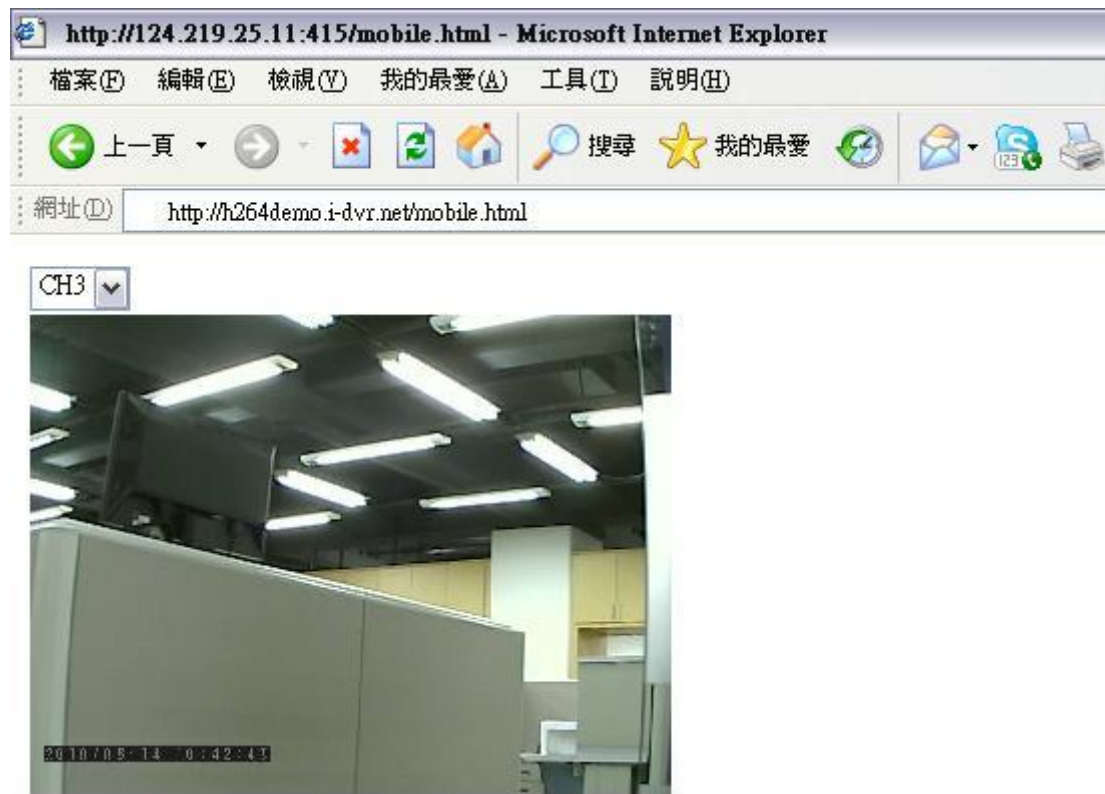 http://124.219.25.11:415/mobile.html - Microsoft Internet Explorer
檔案(F) 編輯(E) 檢視(V) 我的最愛(A) 工具(T) 說明(H)
上一頁 搜尋 我的最愛 123
網址(D) http://h264demo.i-dvr.net/mobile.html
CH3